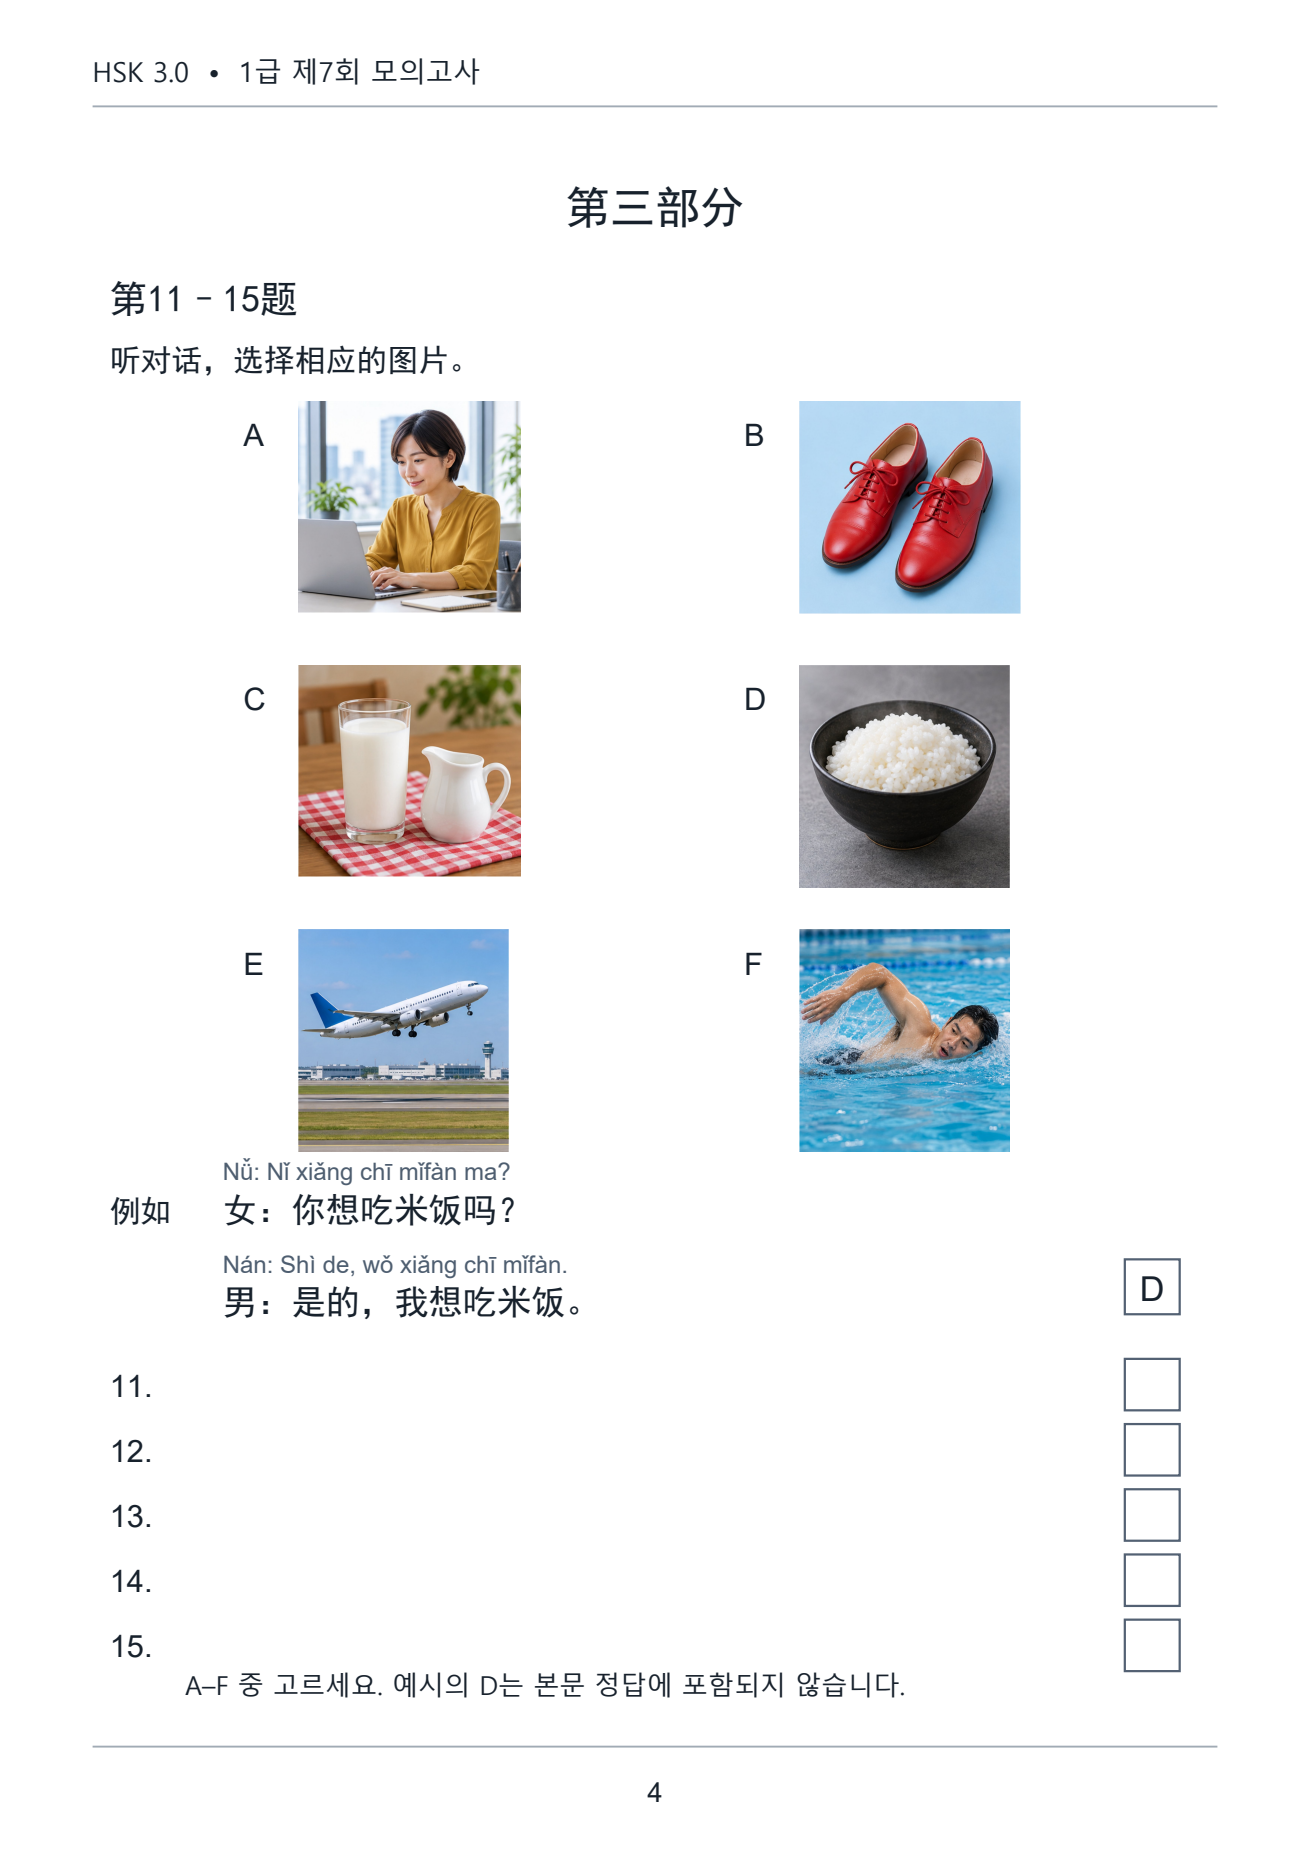 HSK 3.0 • 1급 제7회 모의고사
第三部分
第11－15题
听对话，选择相应的图片。
A
B
C
D
E
F
Nǚ: Nǐ xiǎng chī mǐfàn ma?
例如 女：你想吃米饭吗？
Nán: Shì de, wǒ xiǎng chī mǐfàn.
男：是的，我想吃米饭。
D
11.
12.
13.
14.
15.
A–F 중 고르세요. 예시의 D는 본문 정답에 포함되지 않습니다.
4